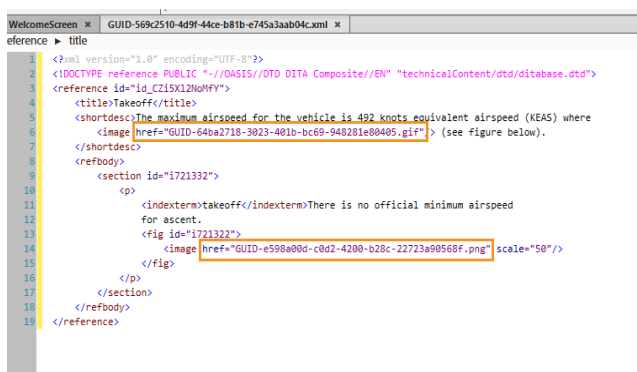 WelcomeScreen × GUID-569c2510-4d9f-44ce-b81b-e745a3aab04c.xml ×
eference ▸ title
1 <?xml version="1.0" encoding="UTF-8"?>
2 <!DOCTYPE reference PUBLIC "-//OASIS//DTD DITA Composite//EN" "technicalContent/dtd/ditabase.dtd">
3 <reference id="id_CZi5X12NoMfY">
4 <title>Takeoff</title>
5 <shortdesc>The maximum airspeed for the vehicle is 492 knots equivalent airspeed (KEAS) where
6 <image href="GUID-64ba2718-3023-401b-bc69-948281e80405.gif"/> (see figure below).
7 </shortdesc>
8 <refbody>
9 <section id="i721332">
10 <p>
11 <indexterm>takeoff</indexterm>There is no official minimum airspeed
12 for ascent.
13 <fig id="i721322">
14 <image href="GUID-e598a00d-c0d2-4200-b28c-22723a90568f.png" scale="50"/>
15 </fig>
16 </p>
17 </section>
18 </refbody>
19 </reference>